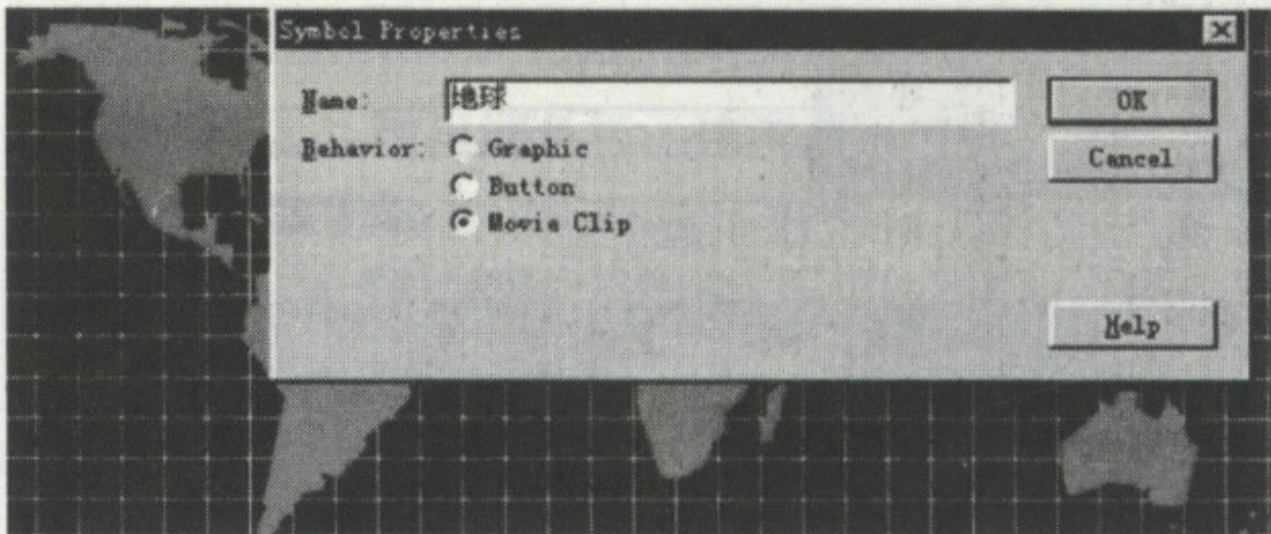 Symbol Properties
Name: 地球
OK
Behavior: Graphic
Cancel
Button
Movie Clip
Help